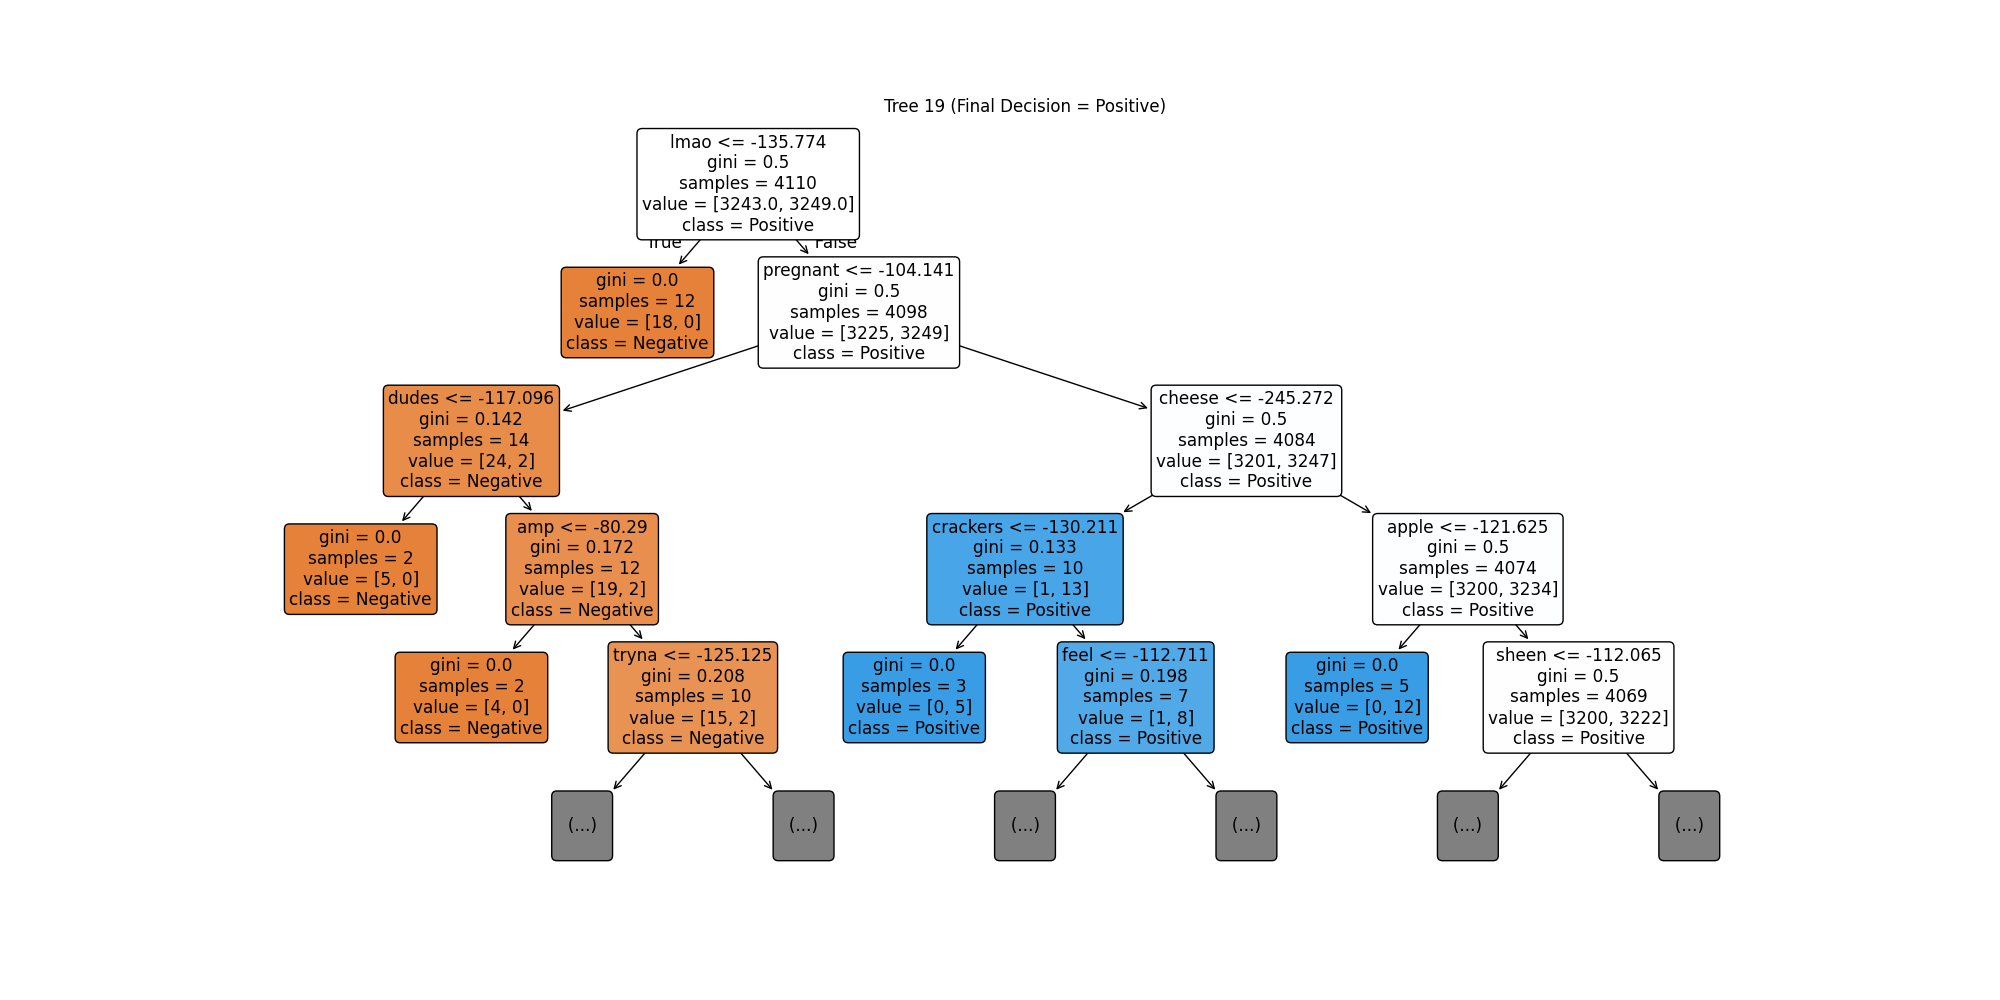 Tree 19 (Final Decision = Positive)
lmao <= -135.774
gini = 0.5
samples = 4110
value = [3243.0, 3249.0]
class = Positive
True
False
gini = 0.0
samples = 12
value = [18, 0]
class = Negative
pregnant <= -104.141
gini = 0.5
samples = 4098
value = [3225, 3249]
class = Positive
dudes <= -117.096
gini = 0.142
samples = 14
value = [24, 2]
class = Negative
cheese <= -245.272
gini = 0.5
samples = 4084
value = [3201, 3247]
class = Positive
gini = 0.0
samples = 2
value = [5, 0]
class = Negative
amp <= -80.29
gini = 0.172
samples = 12
value = [19, 2]
class = Negative
crackers <= -130.211
gini = 0.133
samples = 10
value = [1, 13]
class = Positive
apple <= -121.625
gini = 0.5
samples = 4074
value = [3200, 3234]
class = Positive
gini = 0.0
samples = 2
value = [4, 0]
class = Negative
tryna <= -125.125
gini = 0.208
samples = 10
value = [15, 2]
class = Negative
gini = 0.0
samples = 3
value = [0, 5]
class = Positive
feel <= -112.711
gini = 0.198
samples = 7
value = [1, 8]
class = Positive
gini = 0.0
samples = 5
value = [0, 12]
class = Positive
sheen <= -112.065
gini = 0.5
samples = 4069
value = [3200, 3222]
class = Positive
(...)
(...)
(...)
(...)
(...)
(...)